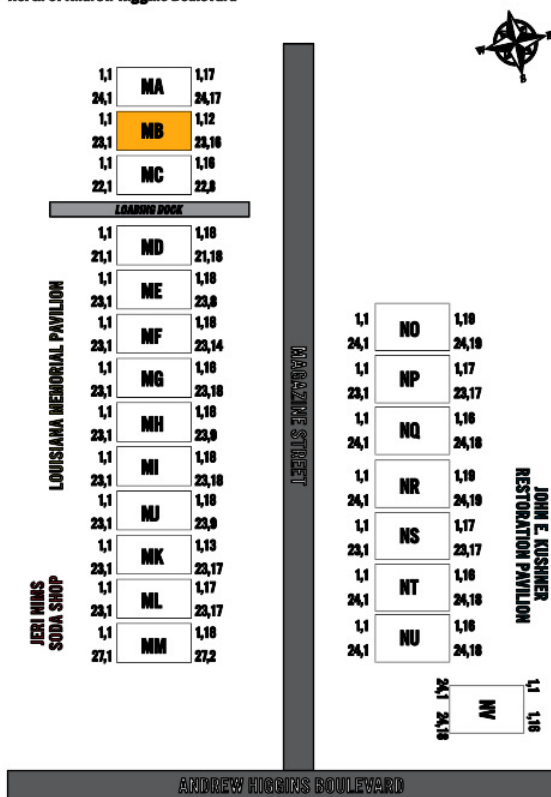 North of Andrew Higgins Boulevard
N
E
S
W
1,1 MA 1,17
24,1 24,17
1,1 MB 1,12
23,1 23,16
1,1 MC 1,16
22,1 22,8
LOADING DOCK
1,1 MD 1,18
21,1 21,18
1,1 ME 1,18
23,1 23,8
1,1 MF 1,18
23,1 23,14
1,1 MG 1,18
23,1 23,18
1,1 MH 1,18
23,1 23,9
1,1 MI 1,18
23,1 23,18
1,1 MJ 1,18
23,1 23,9
1,1 MK 1,13
23,1 23,17
1,1 ML 1,17
23,1 23,17
1,1 MM 1,18
27,1 27,2
LOUISIANA MEMORIAL PAVILION
JERI NIMS
SODA SHOP
MAGAZINE STREET
1,1 NO 1,19
24,1 24,19
1,1 NP 1,17
23,1 23,17
1,1 NQ 1,16
24,1 24,18
1,1 NR 1,19
24,1 24,19
1,1 NS 1,17
23,1 23,17
1,1 NT 1,16
24,1 24,18
1,1 NU 1,16
24,1 24,18
JOHN E. KUSHNER
RESTORATION PAVILION
1,1 NV 1,16
24,1 24,18
ANDREW HIGGINS BOULEVARD